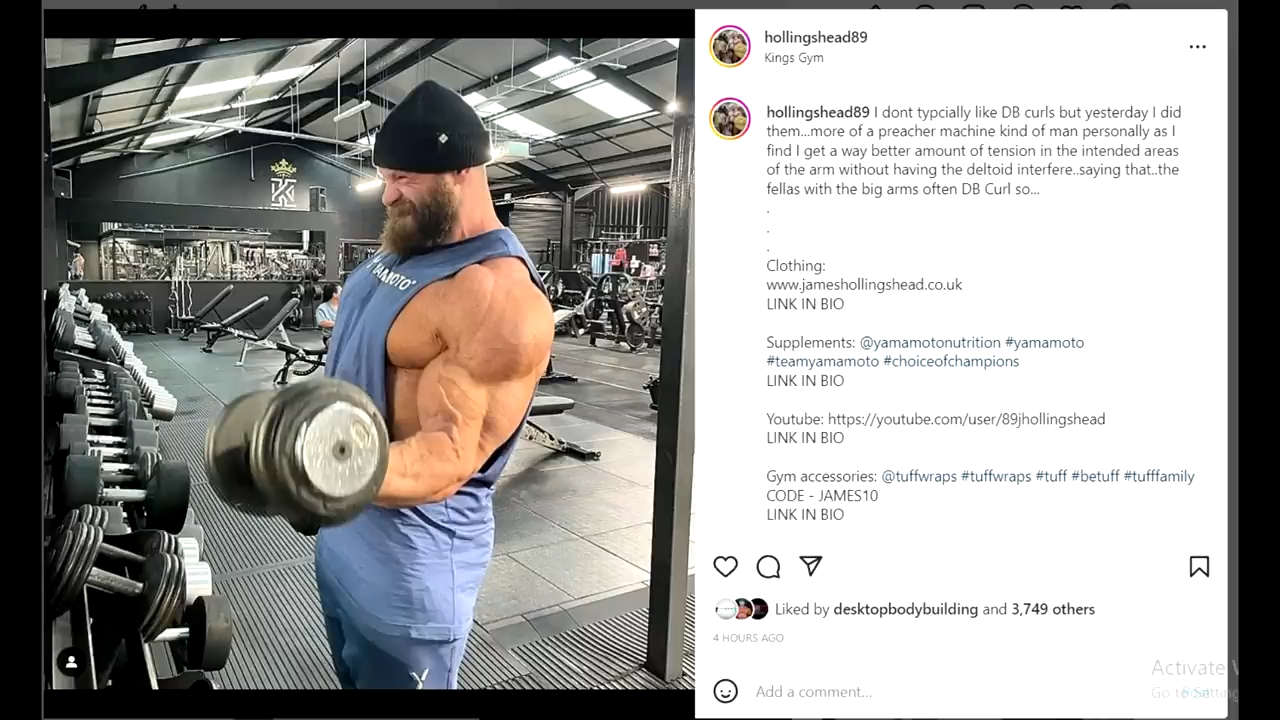 hollingshead89
Kings Gym
hollingshead89 I dont typcially like DB curls but yesterday I did
them...more of a preacher machine kind of man personally as I
find I get a way better amount of tension in the intended areas
of the arm without having the deltoid interfere..saying that..the
fellas with the big arms often DB Curl so...
.
.
.
Clothing:
www.jameshollingshead.co.uk
LINK IN BIO
Supplements: @yamamotonutrition #yamamoto
#teamyamamoto #choiceofchampions
LINK IN BIO
Youtube: https://youtube.com/user/89jhollingshead
LINK IN BIO
Gym accessories: @tuffwraps #tuffwraps #tuff #betuff #tufffamily
CODE - JAMES10
LINK IN BIO
Liked by desktopbodybuilding and 3,749 others
4 HOURS AGO
Add a comment...
Activate
Go to
K